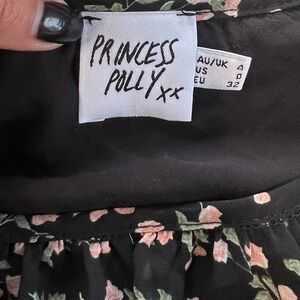 PRINCESS
POLLY xx
AU/UK 4
US 0
EU 32